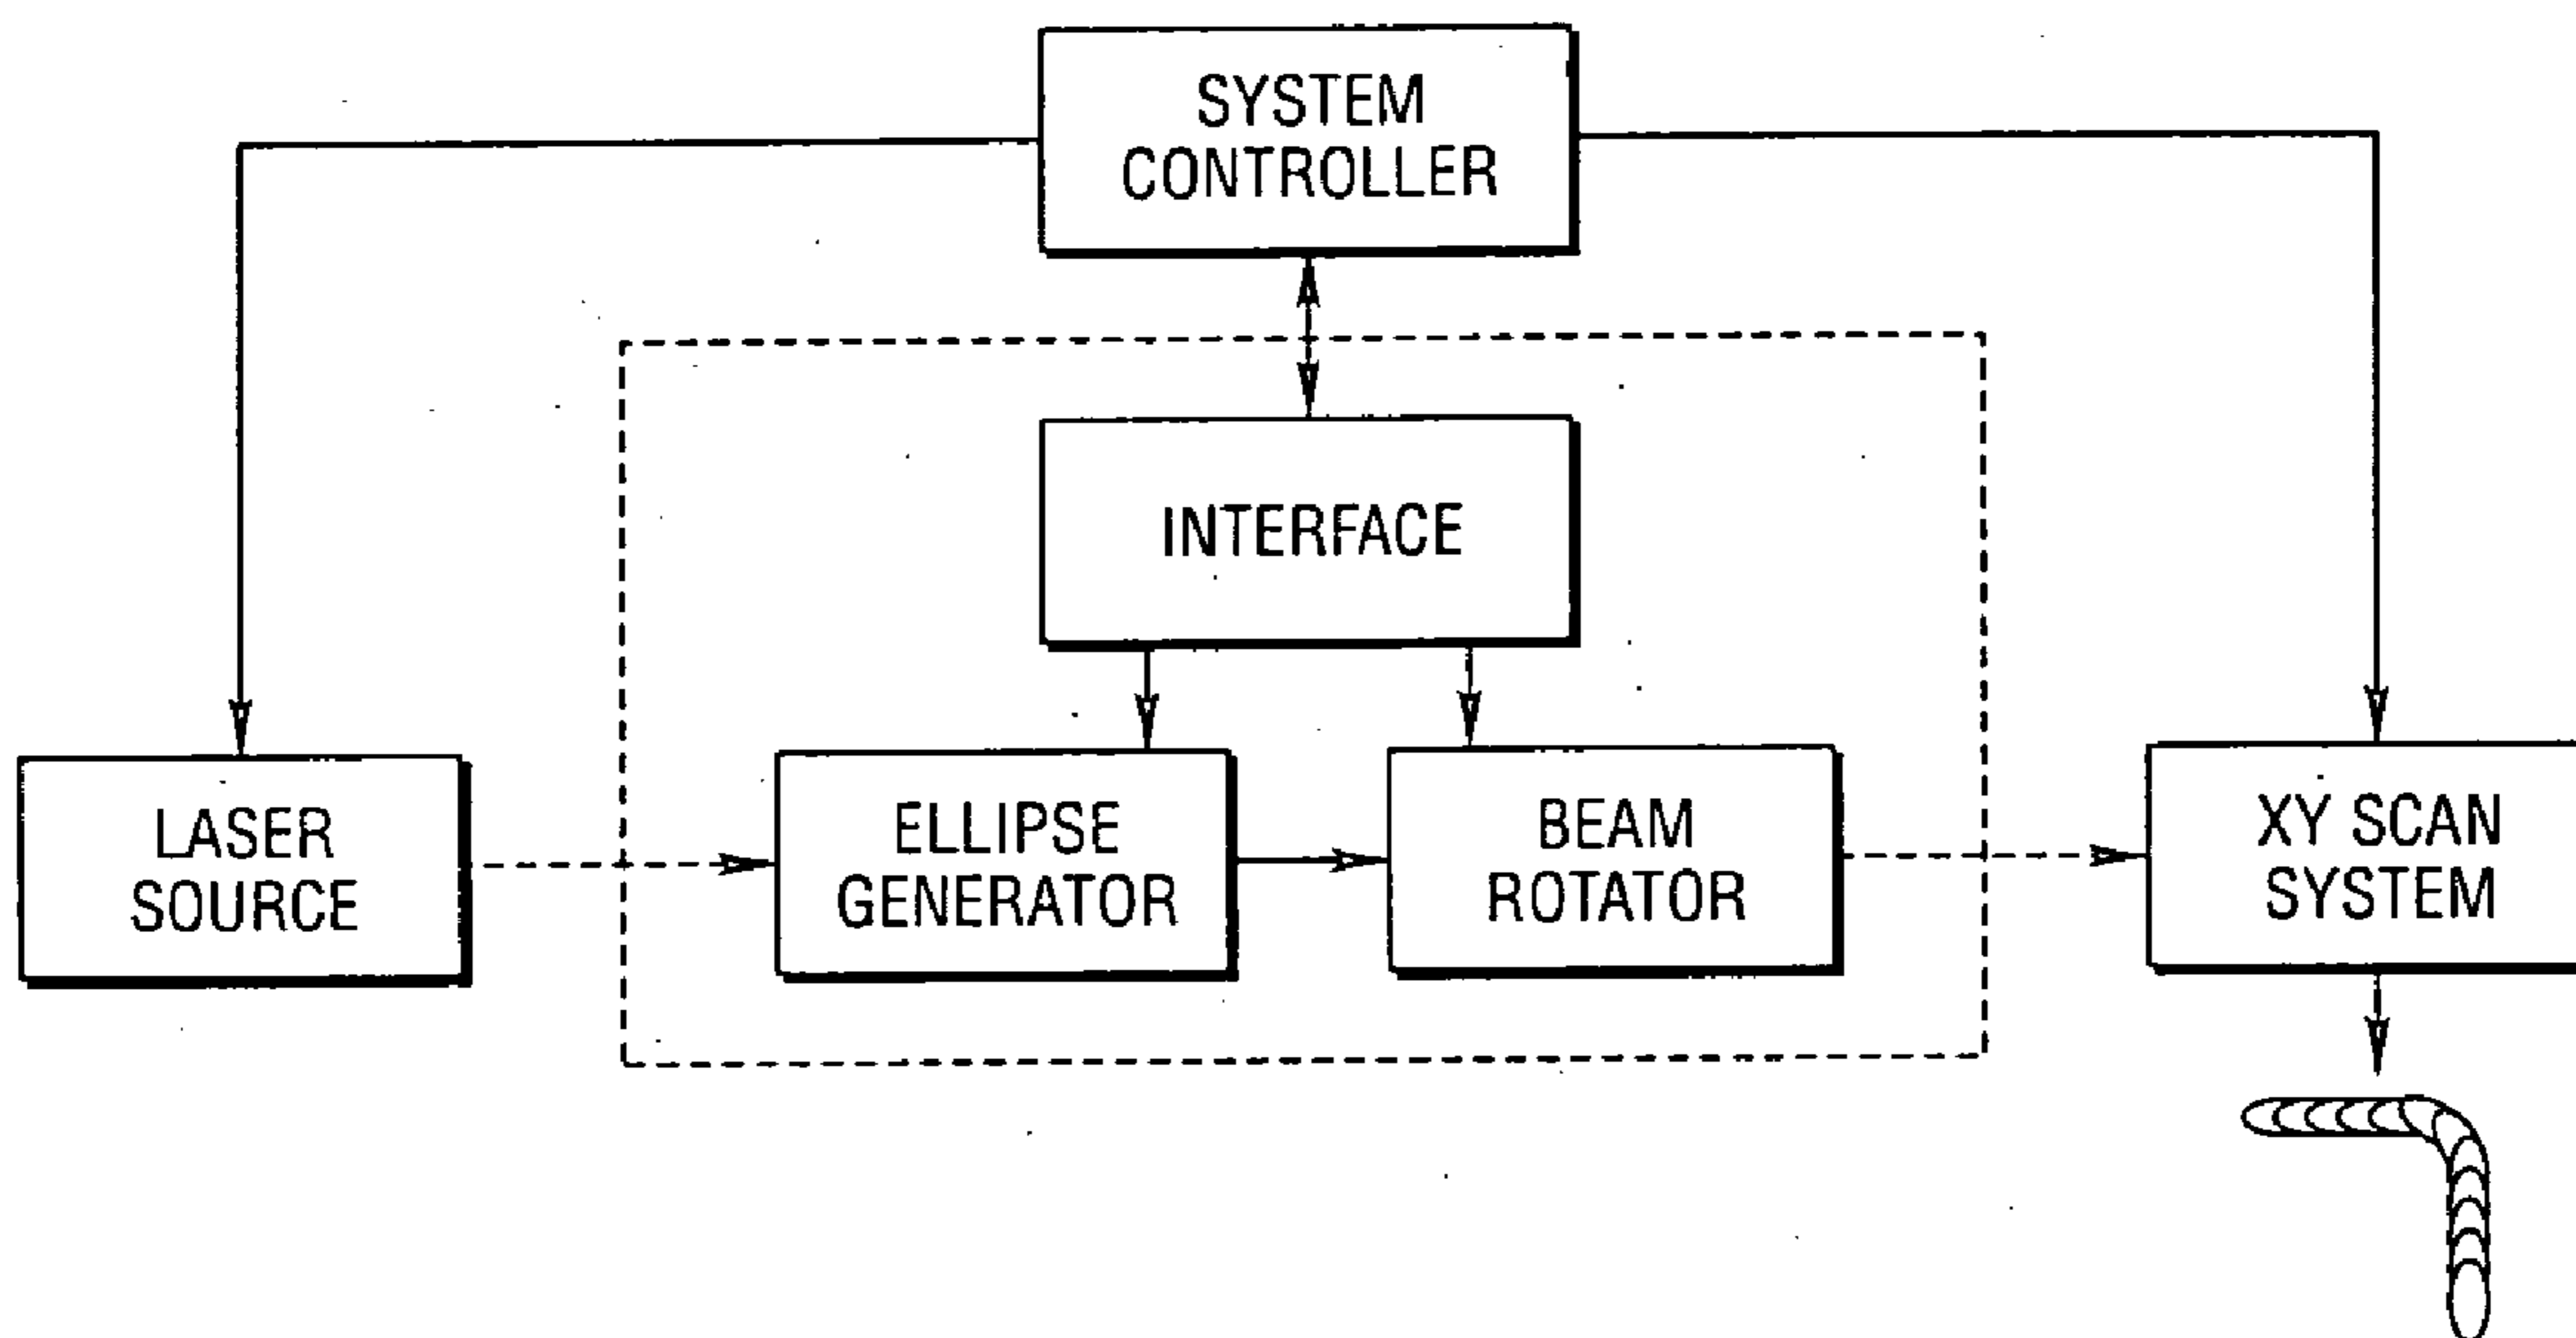 SYSTEM
CONTROLLER
INTERFACE
LASER
SOURCE
ELLIPSE
GENERATOR
BEAM
ROTATOR
XY SCAN
SYSTEM